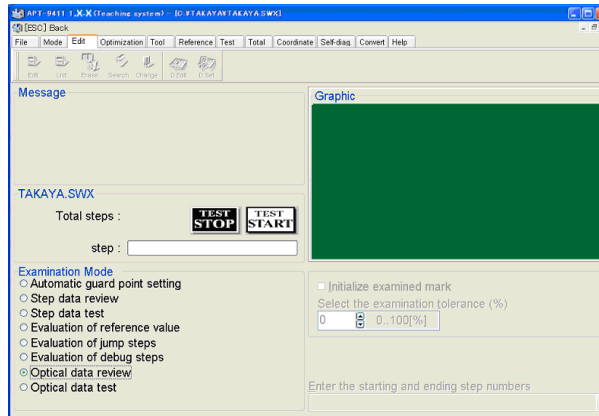 APT-9411 1.X-X (Teaching system) - [C:¥TAKAYA¥TAKAYA.SWX]
[ESC] Back
File Mode Edit Optimization Tool Reference Test Total Coordinate Self-diag. Convert Help
Edit List Erase Search Change D.Edit D.Set
Message
Graphic
TAKAYA.SWX
Total steps :
TEST STOP
TEST START
step :
Examination Mode
Automatic guard point setting
Step data review
Step data test
Evaluation of reference value
Evaluation of jump steps
Evaluation of debug steps
Optical data review
Optical data test
Initialize examined mark
Select the examination tolerance (%)
0 0..100[%]
Enter the starting and ending step numbers